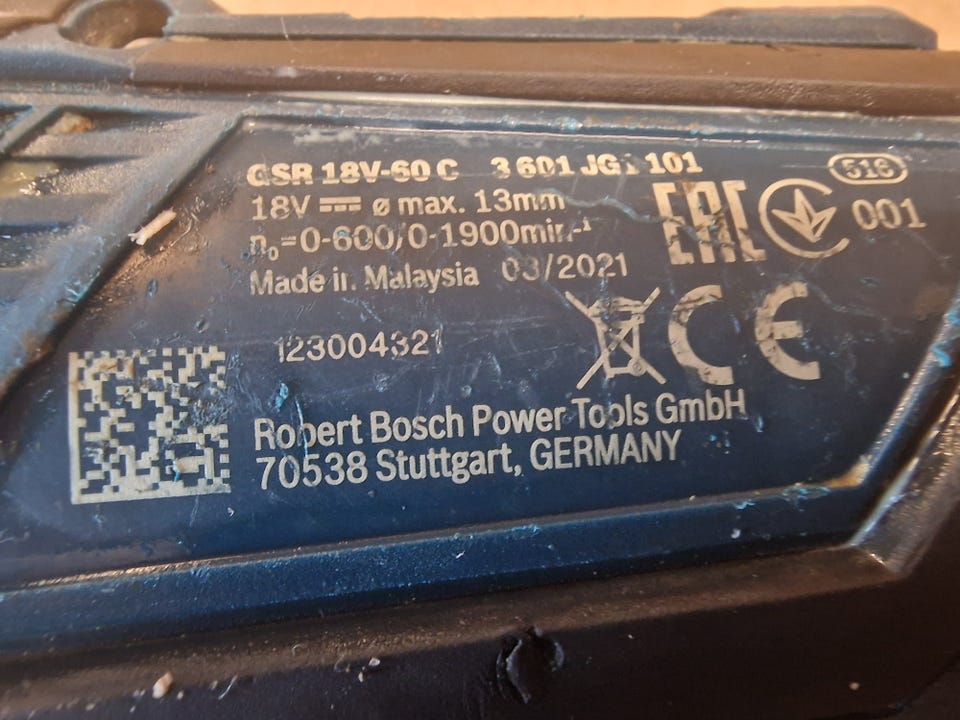 GSR 18V-60 C 3 601 JG1 101
516
18V ⎓ ø max. 13mm
n₀=0-600/0-1900min.⁻¹
EAC 001
Made in Malaysia 03/2021
123004321
CE
Robert Bosch Power Tools GmbH
70538 Stuttgart, GERMANY